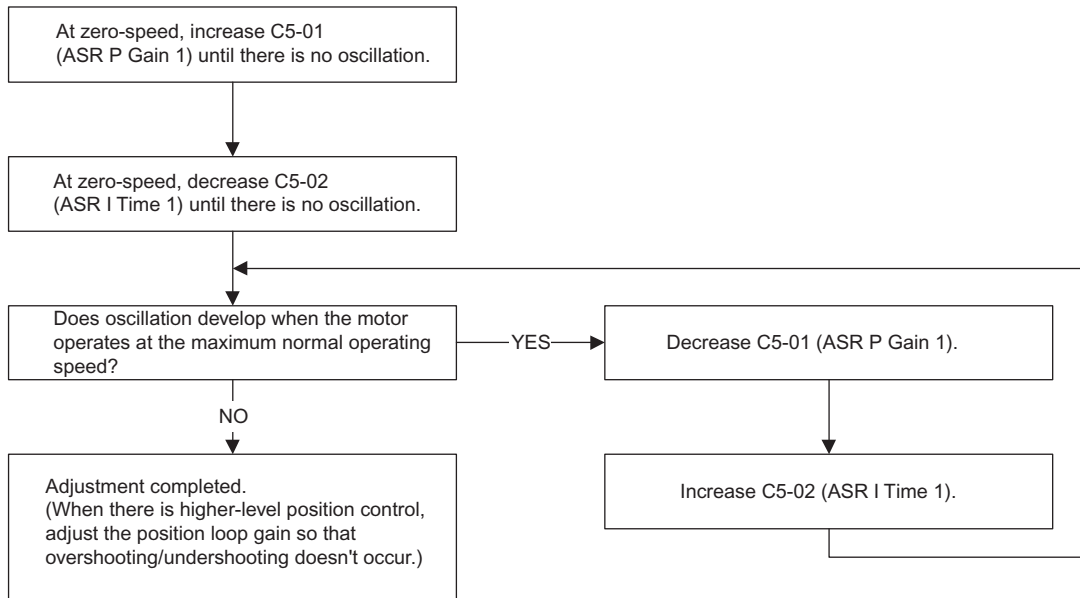 At zero-speed, increase C5-01
(ASR P Gain 1) until there is no oscillation.
At zero-speed, decrease C5-02
(ASR I Time 1) until there is no oscillation.
Does oscillation develop when the motor
operates at the maximum normal operating
speed?
YES
Decrease C5-01 (ASR P Gain 1).
NO
Increase C5-02 (ASR I Time 1).
Adjustment completed.
(When there is higher-level position control,
adjust the position loop gain so that
overshooting/undershooting doesn't occur.)